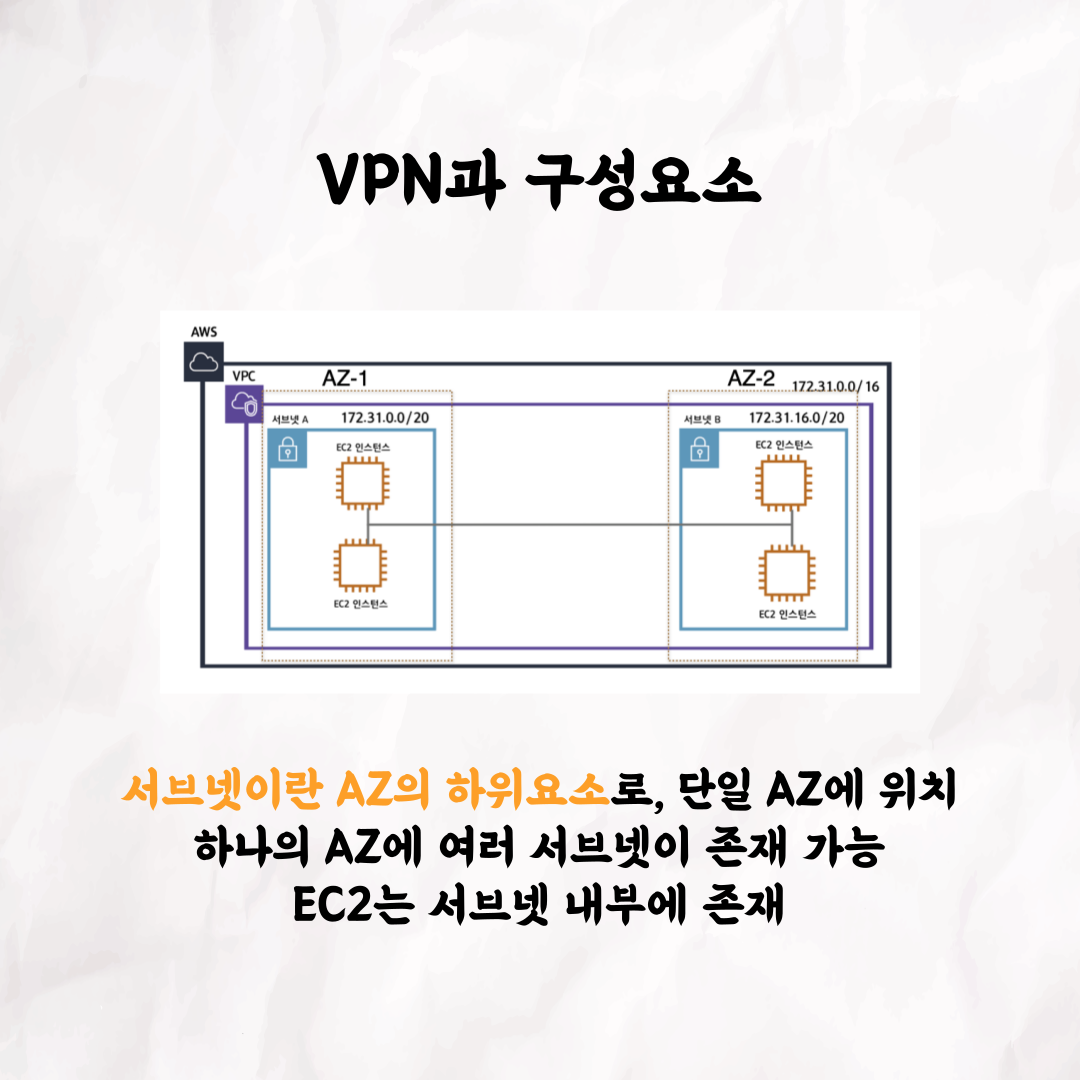 VPN과 구성요소
AWS
VPC
AZ-1
AZ-2
172.31.0.0/16
서브넷 A
172.31.0.0/20
서브넷 B
172.31.16.0/20
EC2 인스턴스
EC2 인스턴스
EC2 인스턴스
EC2 인스턴스
서브넷이란 AZ의 하위요소로, 단일 AZ에 위치
하나의 AZ에 여러 서브넷이 존재 가능
EC2는 서브넷 내부에 존재